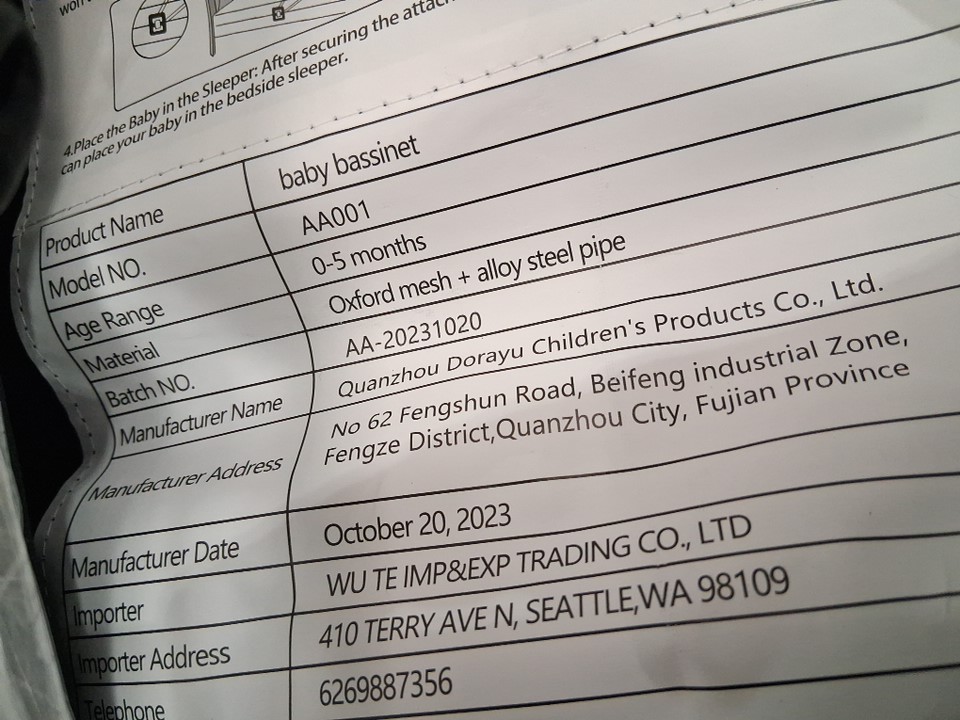 4.Place the Baby in the Sleeper: After securing the
can place your baby in the bedside sleeper.
Product Name baby bassinet
Model NO. AA001
Age Range 0-5 months
Material Oxford mesh + alloy steel pipe
Batch NO. AA-20231020
Manufacturer Name Quanzhou Dorayu Children's Products Co., Ltd.
Manufacturer Address No 62 Fengshun Road, Beifeng industrial Zone,
Fengze District,Quanzhou City, Fujian Province
Manufacturer Date October 20, 2023
Importer WU TE IMP&EXP TRADING CO., LTD
Importer Address 410 TERRY AVE N, SEATTLE,WA 98109
Telephone 6269887356